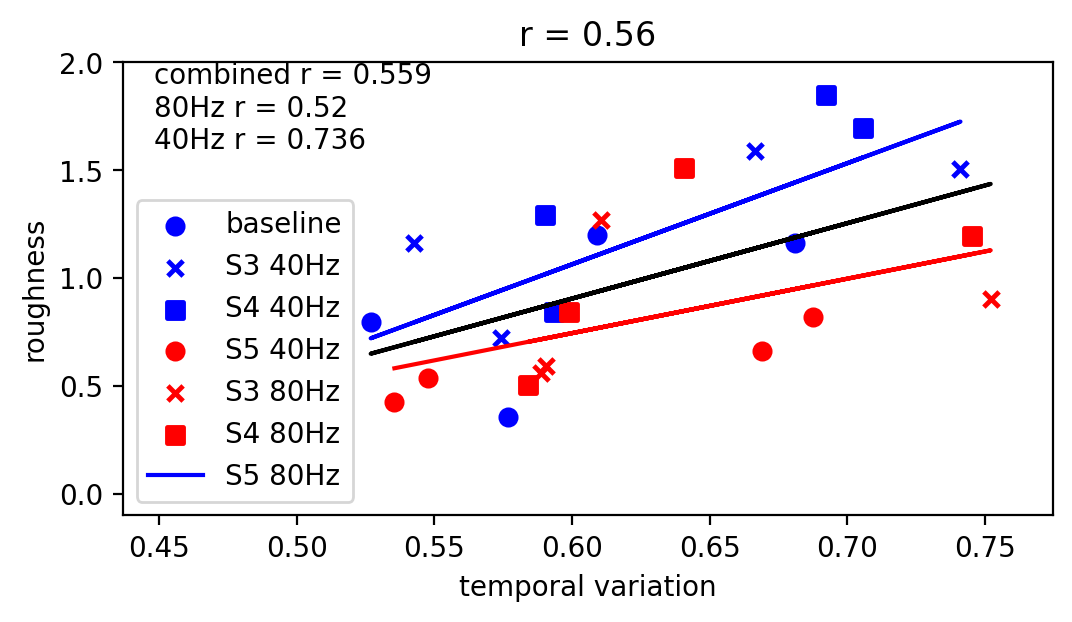 r = 0.56
combined r = 0.559
80Hz r = 0.52
40Hz r = 0.736
baseline
S3 40Hz
S4 40Hz
S5 40Hz
S3 80Hz
S4 80Hz
S5 80Hz
2.0
1.5
1.0
0.5
0.0
roughness
0.45 0.50 0.55 0.60 0.65 0.70 0.75
temporal variation